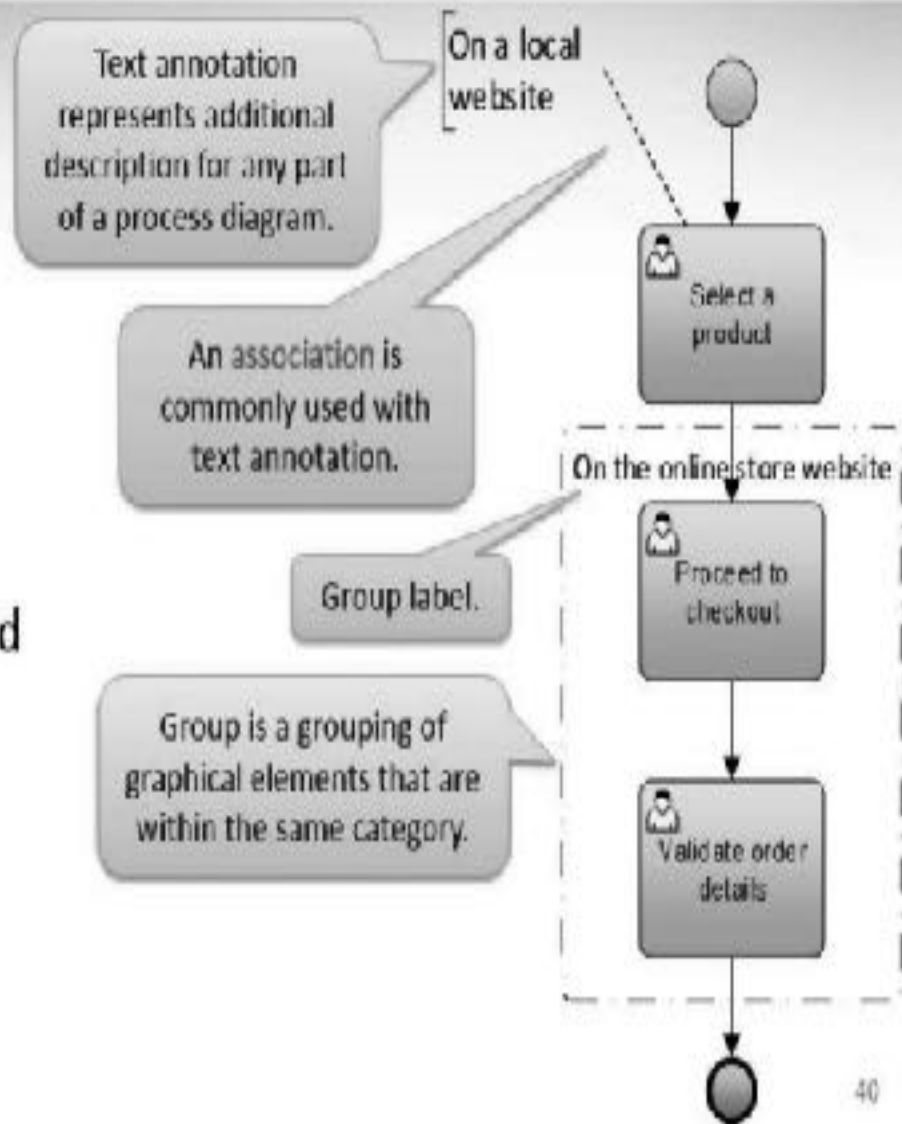 Text annotation
represents additional
description for any part
of a process diagram.
On a local
website
An association is
commonly used with
text annotation.
Select a
product
On the online store website
Group label.
Proceed to
checkout
d
Group is a grouping of
graphical elements that are
within the same category.
Validate order
details
40